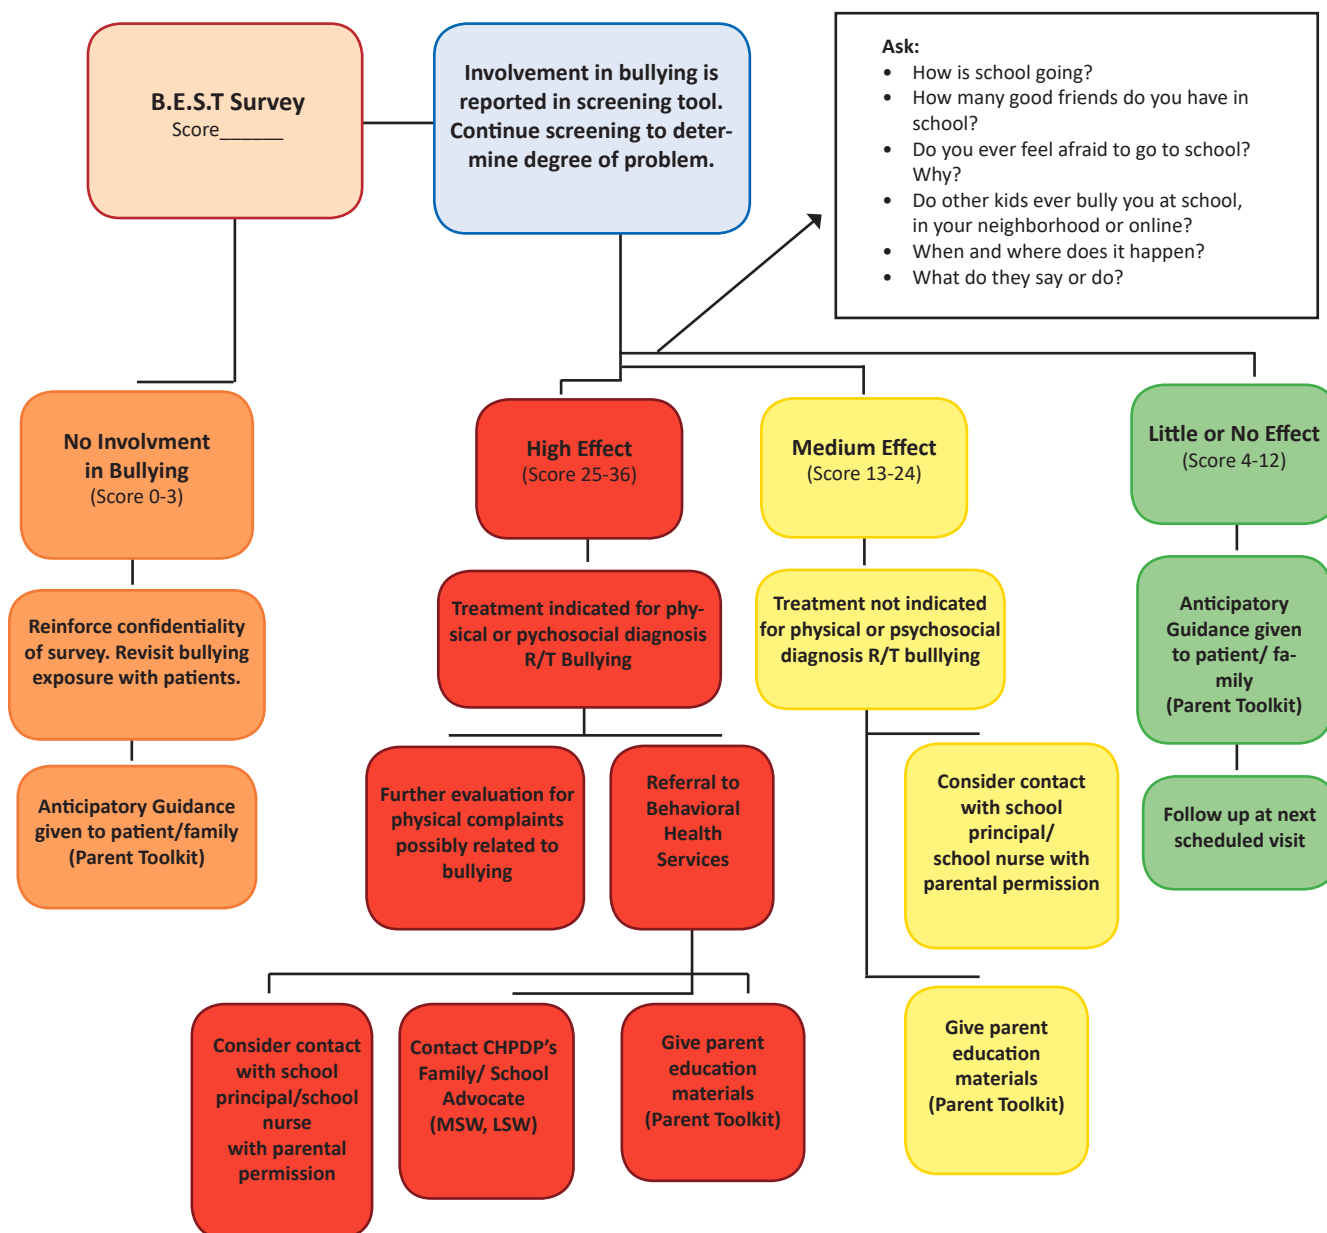 B.E.S.T Survey
Score______
Involvement in bullying is
reported in screening tool.
Continue screening to deter-
mine degree of problem.
Ask:
• How is school going?
• How many good friends do you have in
school?
• Do you ever feel afraid to go to school?
Why?
• Do other kids ever bully you at school,
in your neighborhood or online?
• When and where does it happen?
• What do they say or do?
No Involvment
in Bullying
(Score 0-3)
High Effect
(Score 25-36)
Medium Effect
(Score 13-24)
Little or No Effect
(Score 4-12)
Reinforce confidentiality
of survey. Revisit bullying
exposure with patients.
Treatment indicated for phy-
sical or pychosocial diagnosis
R/T Bullying
Treatment not indicated
for physical or psychosocial
diagnosis R/T bulllying
Anticipatory
Guidance given
to patient/ fa-
mily
(Parent Toolkit)
Anticipatory Guidance
given to patient/family
(Parent Toolkit)
Further evaluation for
physical complaints
possibly related to
bullying
Referral to
Behavioral
Health
Services
Consider contact
with school
principal/
school nurse with
parental permission
Follow up at next
scheduled visit
Consider contact
with school
principal/school
nurse
with parental
permission
Contact CHPDP’s
Family/ School
Advocate
(MSW, LSW)
Give parent
education
materials
(Parent Toolkit)
Give parent
education
materials
(Parent Toolkit)